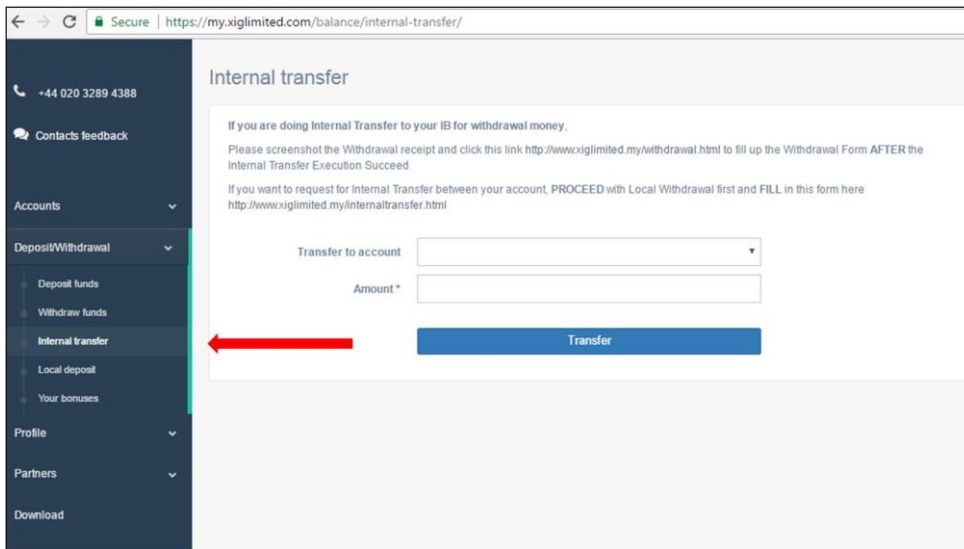 Secure | https://my.xiglimited.com/balance/internal-transfer/
+44 020 3289 4388
Contacts feedback
Accounts
Deposit/Withdrawal
Deposit funds
Withdraw funds
Internal transfer
Local deposit
Your bonuses
Profile
Partners
Download
Internal transfer
If you are doing Internal Transfer to your IB for withdrawal money,
Please screenshot the Withdrawal receipt and click this link http://www.xiglimited.my/withdrawal.html to fill up the Withdrawal Form AFTER the
Internal Transfer Execution Succeed
If you want to request for Internal Transfer between your account, PROCEED with Local Withdrawal first and FILL in this form here
http://www.xiglimited.my/internaltransfer.html
Transfer to account
Amount *
Transfer